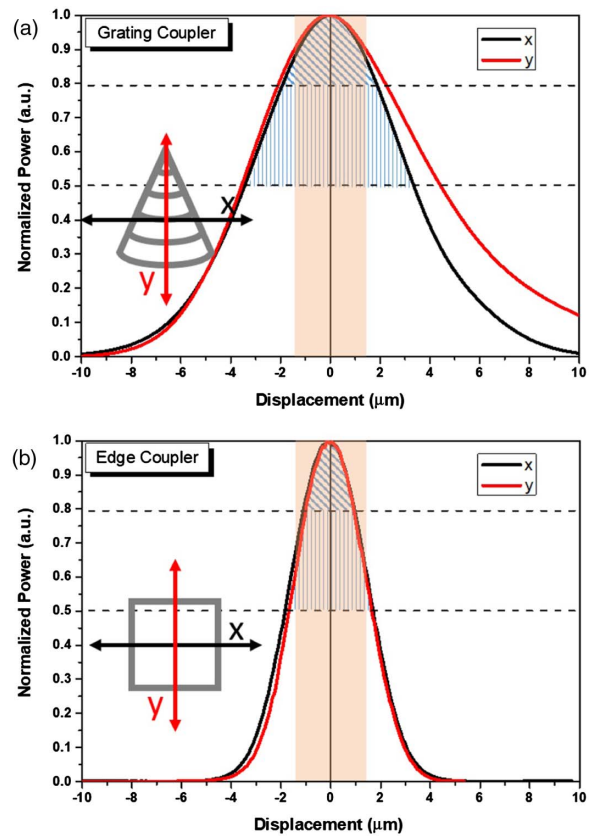 (a)
Grating Coupler
x
y
Normalized Power (a.u.)
1.0
0.9
0.8
0.7
0.6
0.5
0.4
0.3
0.2
0.1
0.0
X
y
-10 -8 -6 -4 -2 0 2 4 6 8 10
Displacement (μm)
(b)
Edge Coupler
x
y
Normalized Power (a.u.)
1.0
0.9
0.8
0.7
0.6
0.5
0.4
0.3
0.2
0.1
0.0
X
y
-10 -8 -6 -4 -2 0 2 4 6 8 10
Displacement (μm)